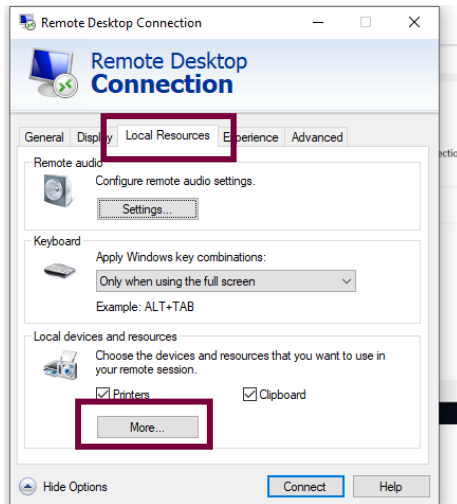 Remote Desktop Connection
Remote Desktop
Connection
General Display Local Resources Experience Advanced
Remote audio
Configure remote audio settings.
Settings...
Keyboard
Apply Windows key combinations:
Only when using the full screen
Example: ALT+TAB
Local devices and resources
Choose the devices and resources that you want to use in
your remote session.
Printers Clipboard
More...
Hide Options Connect Help